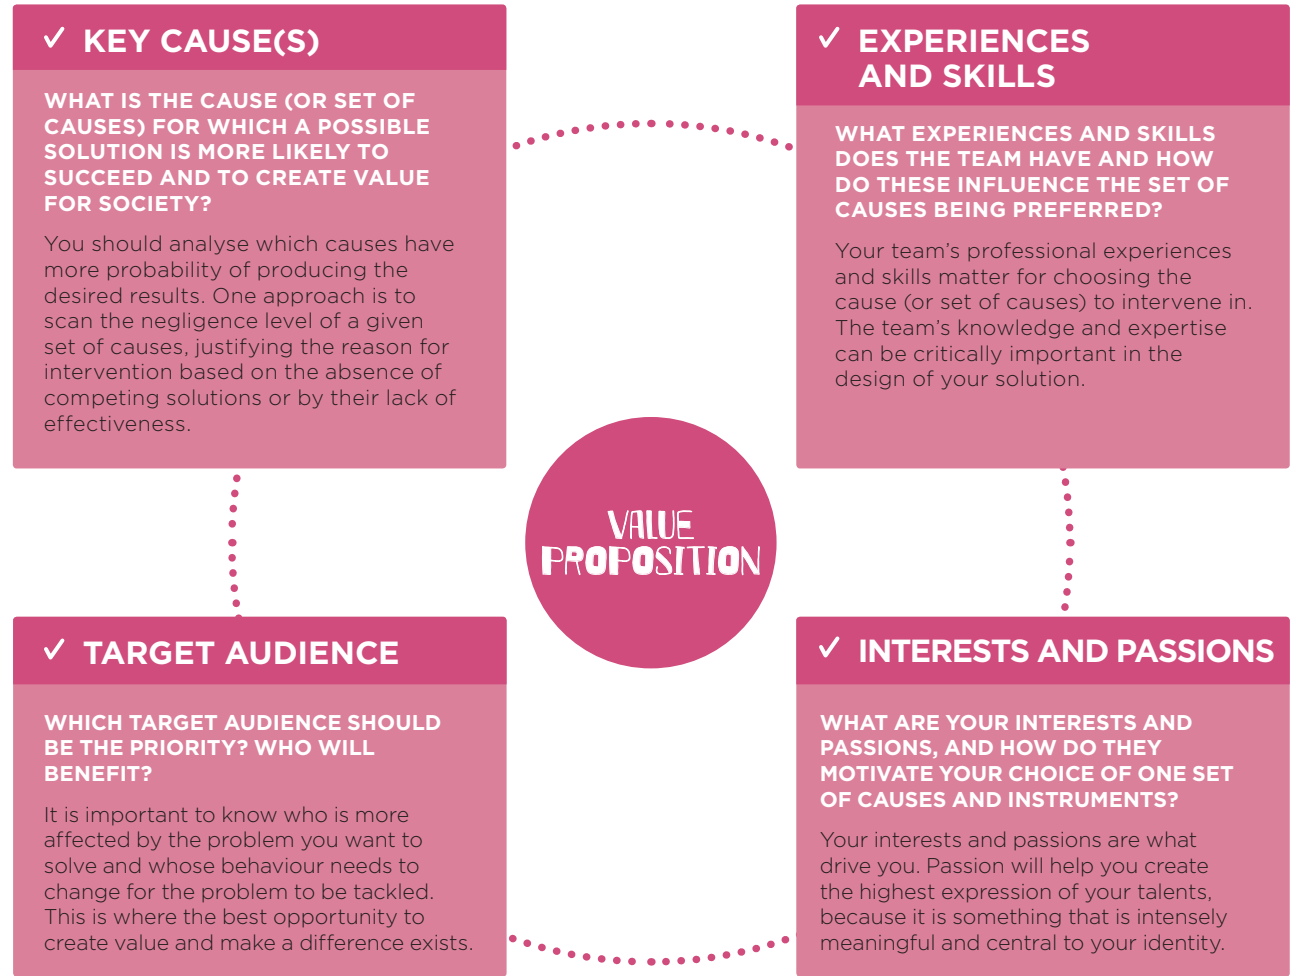 ✓ KEY CAUSE(S)
WHAT IS THE CAUSE (OR SET OF
CAUSES) FOR WHICH A POSSIBLE
SOLUTION IS MORE LIKELY TO
SUCCEED AND TO CREATE VALUE
FOR SOCIETY?
You should analyse which causes have
more probability of producing the
desired results. One approach is to
scan the negligence level of a given
set of causes, justifying the reason for
intervention based on the absence of
competing solutions or by their lack of
effectiveness.
✓ EXPERIENCES
AND SKILLS
WHAT EXPERIENCES AND SKILLS
DOES THE TEAM HAVE AND HOW
DO THESE INFLUENCE THE SET OF
CAUSES BEING PREFERRED?
Your team's professional experiences
and skills matter for choosing the
cause (or set of causes) to intervene in.
The team's knowledge and expertise
can be critically important in the
design of your solution.
VALUE
PROPOSITION
✓ TARGET AUDIENCE
WHICH TARGET AUDIENCE SHOULD
BE THE PRIORITY? WHO WILL
BENEFIT?
It is important to know who is more
affected by the problem you want to
solve and whose behaviour needs to
change for the problem to be tackled.
This is where the best opportunity to
create value and make a difference exists.
✓ INTERESTS AND PASSIONS
WHAT ARE YOUR INTERESTS AND
PASSIONS, AND HOW DO THEY
MOTIVATE YOUR CHOICE OF ONE SET
OF CAUSES AND INSTRUMENTS?
Your interests and passions are what
drive you. Passion will help you create
the highest expression of your talents,
because it is something that is intensely
meaningful and central to your identity.